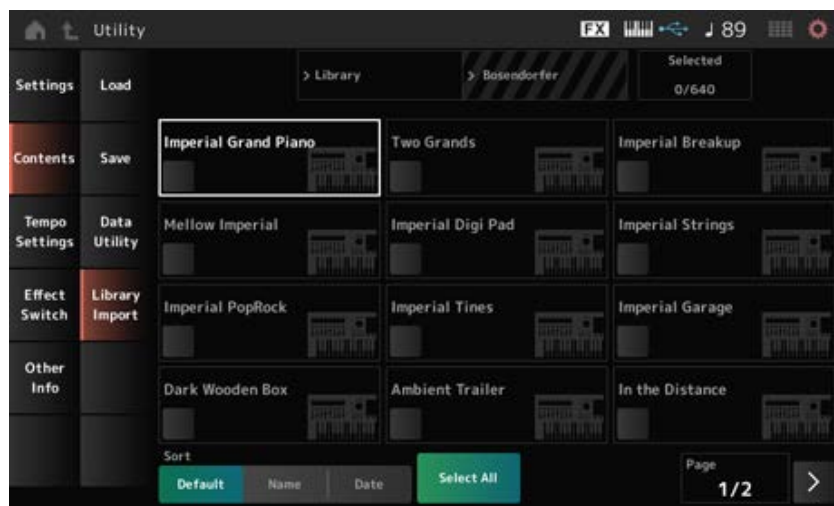 Utility
FX
♩ 89
Settings
Load
> Library
> Bosendorfer
Selected
0/640
Contents
Save
Imperial Grand Piano
Two Grands
Imperial Breakup
Tempo
Settings
Data
Utility
Mellow Imperial
Imperial Digi Pad
Imperial Strings
Effect
Switch
Library
Import
Imperial PopRock
Imperial Tines
Imperial Garage
Other
Info
Dark Wooden Box
Ambient Trailer
In the Distance
Sort
Default
Name
Date
Select All
Page
1/2
>